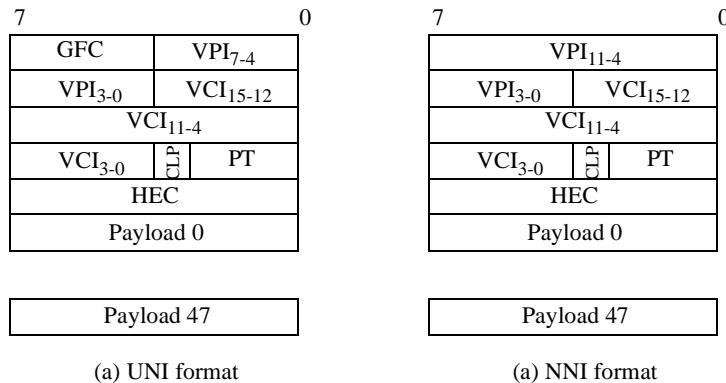 7 0 7 0
GFC VPI7-4 VPI11-4
VPI3-0 VCI15-12 VPI3-0 VCI15-12
VCI11-4 VCI11-4
VCI3-0 CLP PT VCI3-0 CLP PT
HEC HEC
Payload 0 Payload 0
Payload 47 Payload 47
(a) UNI format (a) NNI format